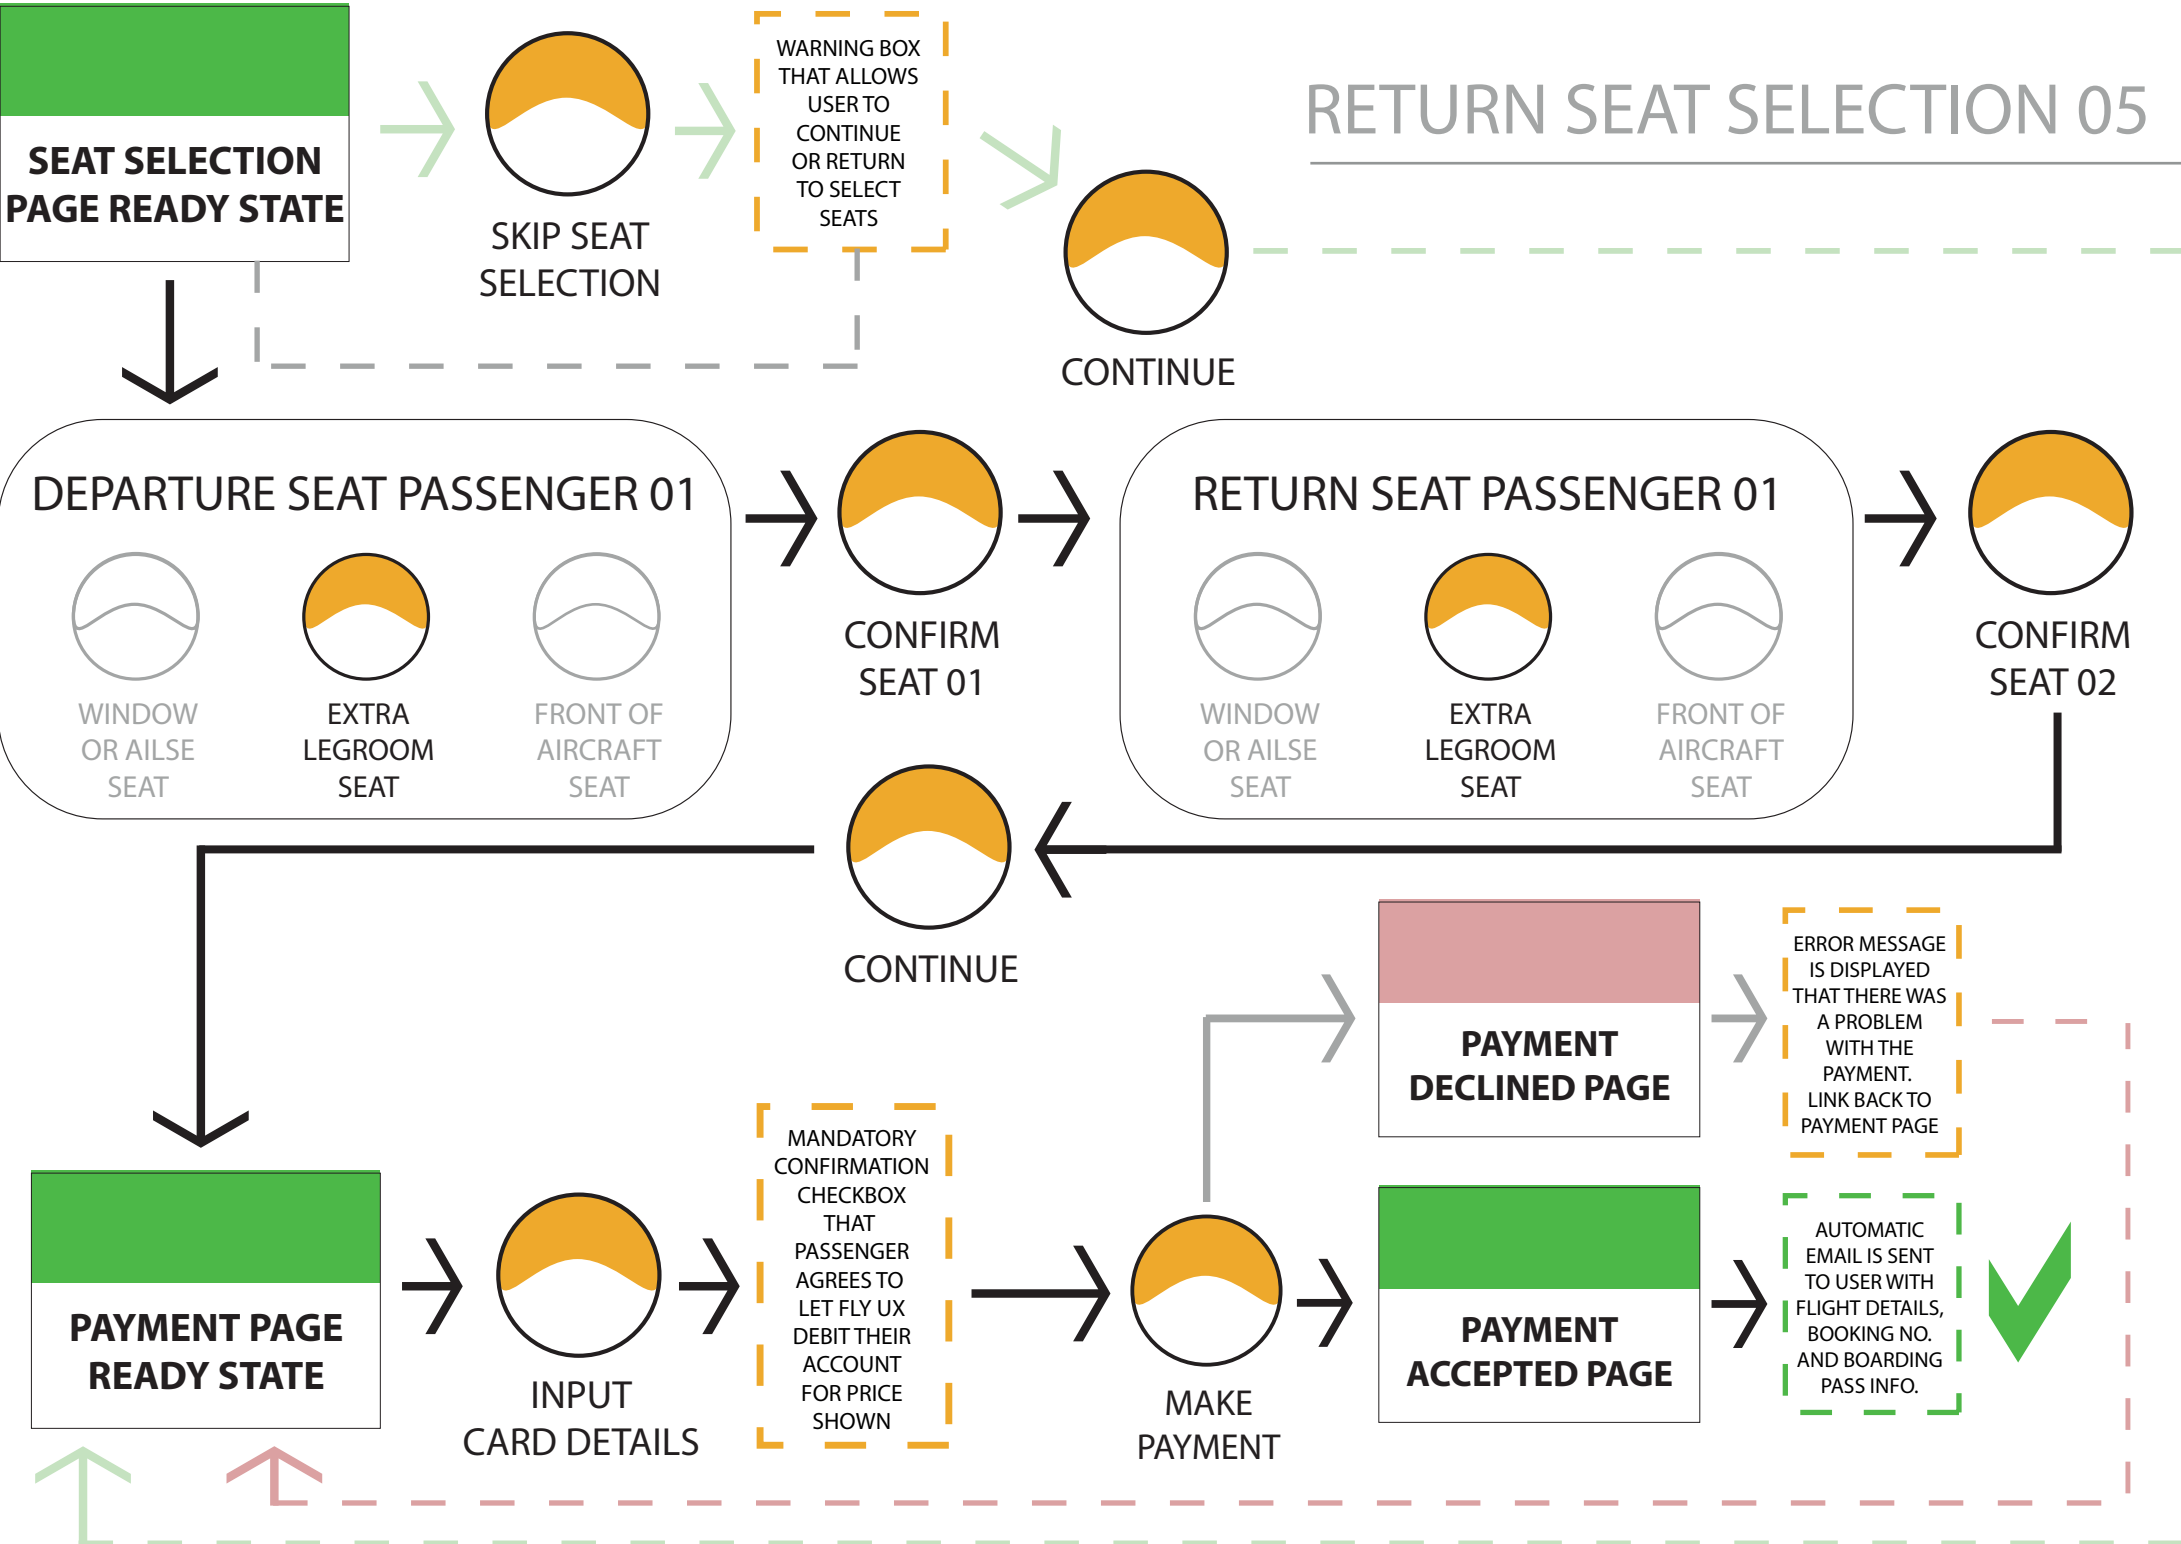 SEAT SELECTION
PAGE READY STATE
SKIP SEAT
SELECTION
WARNING BOX
THAT ALLOWS
USER TO
CONTINUE
OR RETURN
TO SELECT
SEATS
CONTINUE
RETURN SEAT SELECTION 05
DEPARTURE SEAT PASSENGER 01
WINDOW
OR AILSE
SEAT
EXTRA
LEGROOM
SEAT
FRONT OF
AIRCRAFT
SEAT
CONFIRM
SEAT 01
RETURN SEAT PASSENGER 01
WINDOW
OR AILSE
SEAT
EXTRA
LEGROOM
SEAT
FRONT OF
AIRCRAFT
SEAT
CONFIRM
SEAT 02
CONTINUE
PAYMENT PAGE
READY STATE
INPUT
CARD DETAILS
MANDATORY
CONFIRMATION
CHECKBOX
THAT
PASSENGER
AGREES TO
LET FLY UX
DEBIT THEIR
ACCOUNT
FOR PRICE
SHOWN
MAKE
PAYMENT
PAYMENT
DECLINED PAGE
ERROR MESSAGE
IS DISPLAYED
THAT THERE WAS
A PROBLEM
WITH THE
PAYMENT.
LINK BACK TO
PAYMENT PAGE
PAYMENT
ACCEPTED PAGE
AUTOMATIC
EMAIL IS SENT
TO USER WITH
FLIGHT DETAILS,
BOOKING NO.
AND BOARDING
PASS INFO.